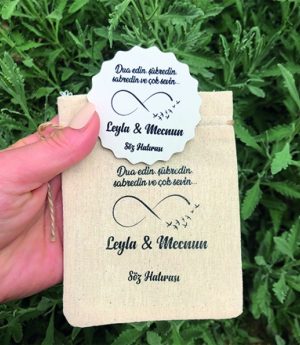 Dua edin, şükredin,
sabredin ve çok sevin...
Leyla & Mecnun
Söz Hatırası
Dua edin, şükredin,
sabredin ve çok sevin...
Leyla & Mecnun
Söz Hatırası